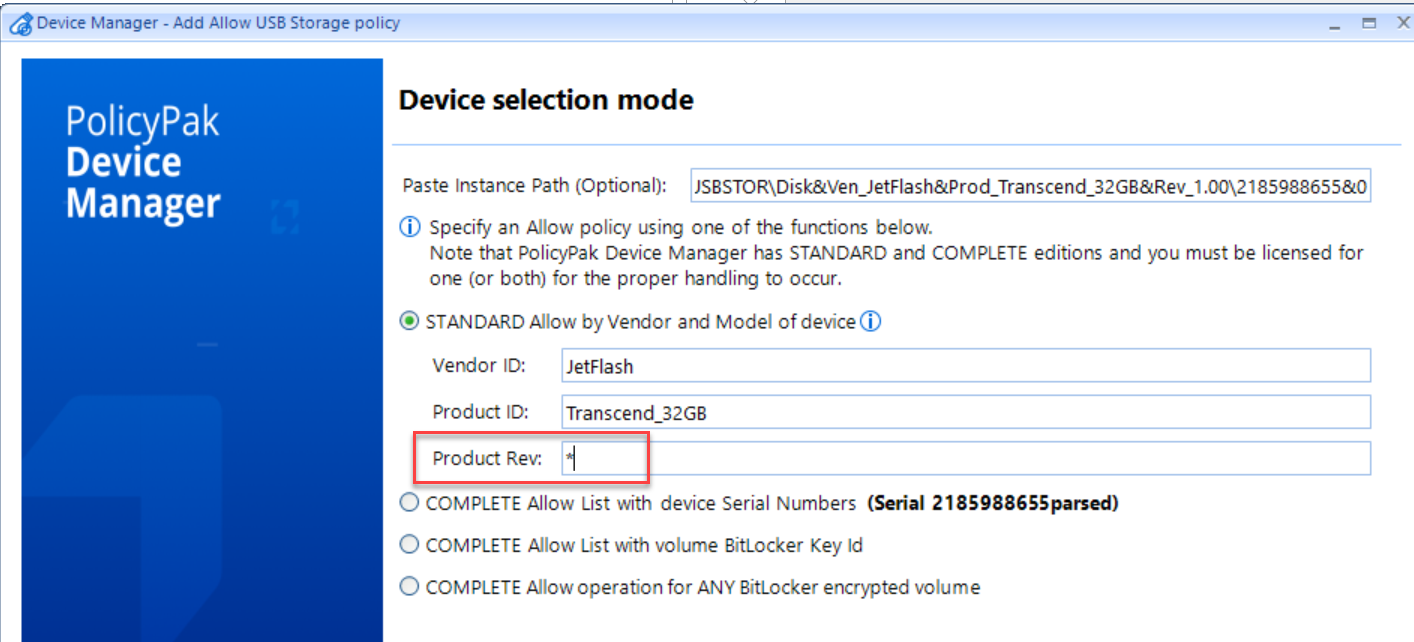 Device Manager - Add Allow USB Storage policy
PolicyPak
Device
Manager
Device selection mode
Paste Instance Path (Optional): JSBSTOR\Disk&Ven_JetFlash&Prod_Transcend_32GB&Rev_1.00\2185988655&0
Specify an Allow policy using one of the functions below.
Note that PolicyPak Device Manager has STANDARD and COMPLETE editions and you must be licensed for
one (or both) for the proper handling to occur.
STANDARD Allow by Vendor and Model of device
Vendor ID: JetFlash
Product ID: Transcend_32GB
Product Rev: *
COMPLETE Allow List with device Serial Numbers (Serial 2185988655parsed)
COMPLETE Allow List with volume BitLocker Key Id
COMPLETE Allow operation for ANY BitLocker encrypted volume